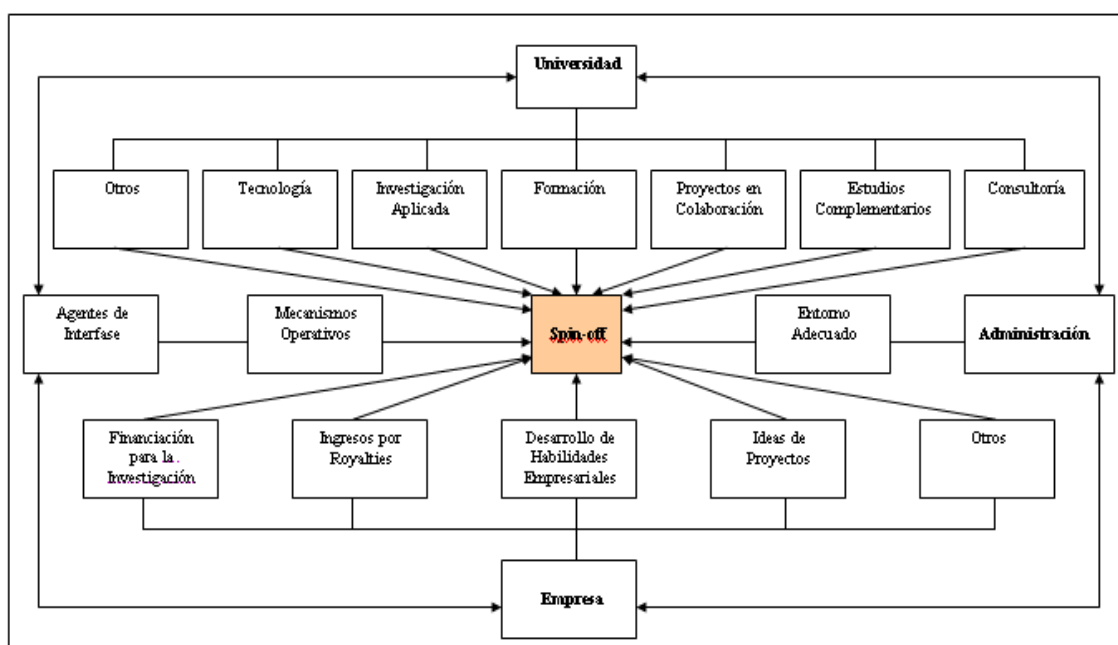 Universidad
Otros
Tecnología
Investigación
Aplicada
Formación
Proyectos en
Colaboración
Estudios
Complementarios
Consultoría
Agentes de
Interfase
Mecanismos
Operativos
Spin-off
Entorno
Adecuado
Administración
Financiación
para la
Investigación
Ingresos por
Royalties
Desarrollo de
Habilidades
Empresariales
Ideas de
Proyectos
Otros
Empresa